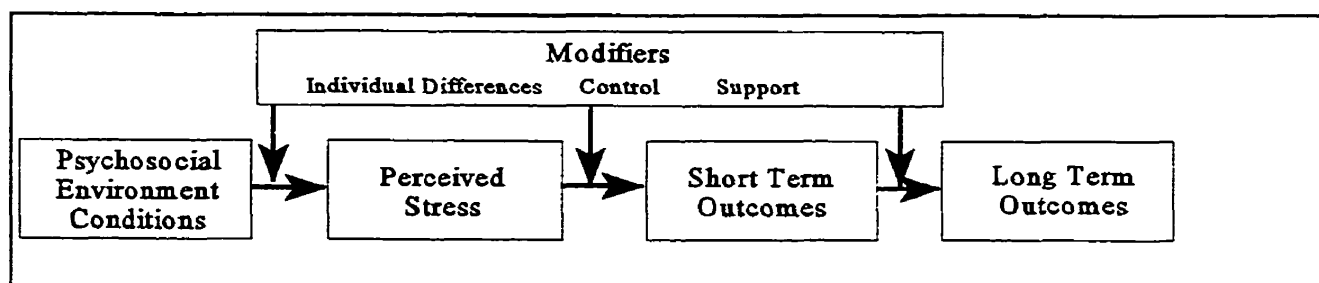 Modifiers
Individual Differences Control Support
Psychosocial
Environment
Conditions
Perceived
Stress
Short Term
Outcomes
Long Term
Outcomes